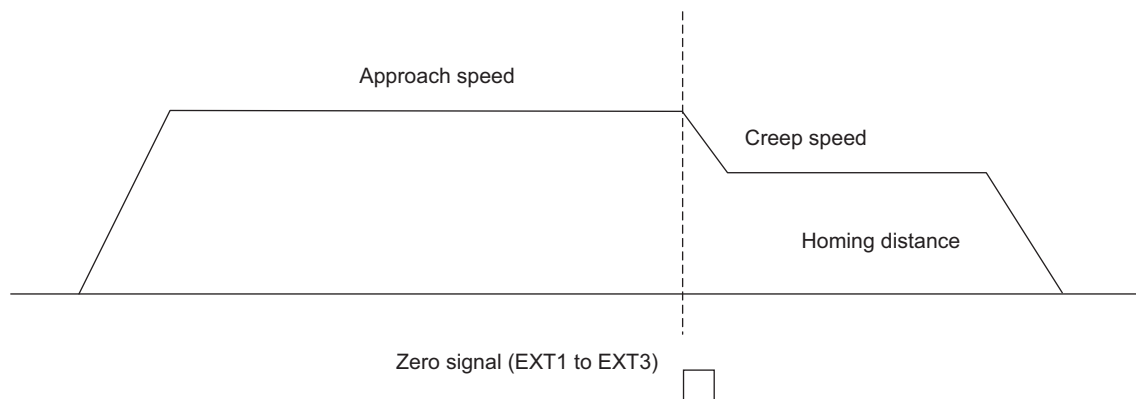 Approach speed
Creep speed
Homing distance
Zero signal (EXT1 to EXT3)